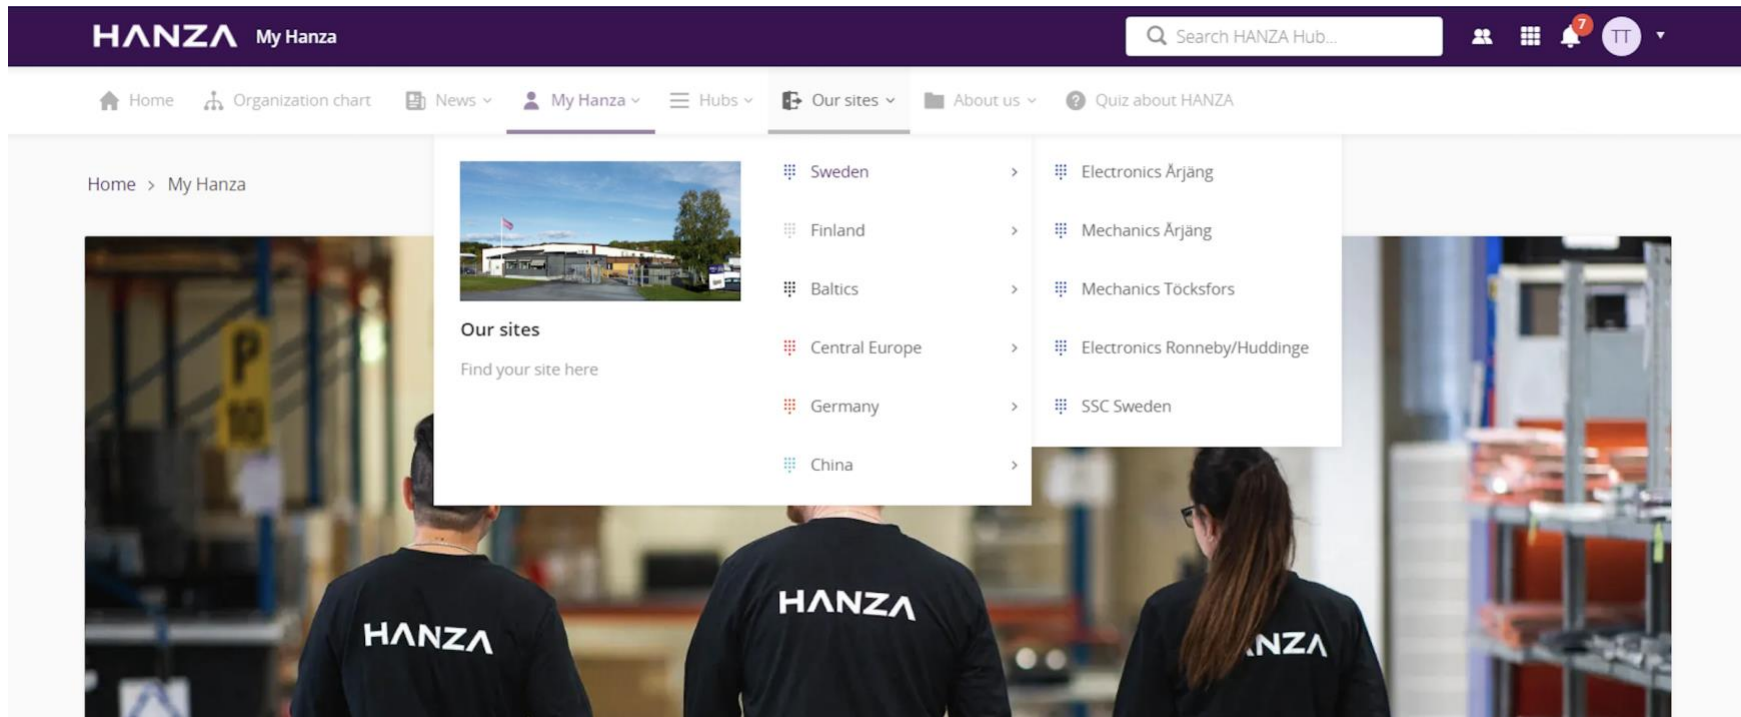 HANZA My Hanza
Search HANZA Hub...
7
TT
Home
Organization chart
News
My Hanza
Hubs
Our sites
About us
Quiz about HANZA
Home > My Hanza
Our sites
Find your site here
Sweden
Finland
Baltics
Central Europe
Germany
China
Electronics Årjäng
Mechanics Årjäng
Mechanics Töcksfors
Electronics Ronneby/Huddinge
SSC Sweden
P
10
HANZA
HANZA
NZA